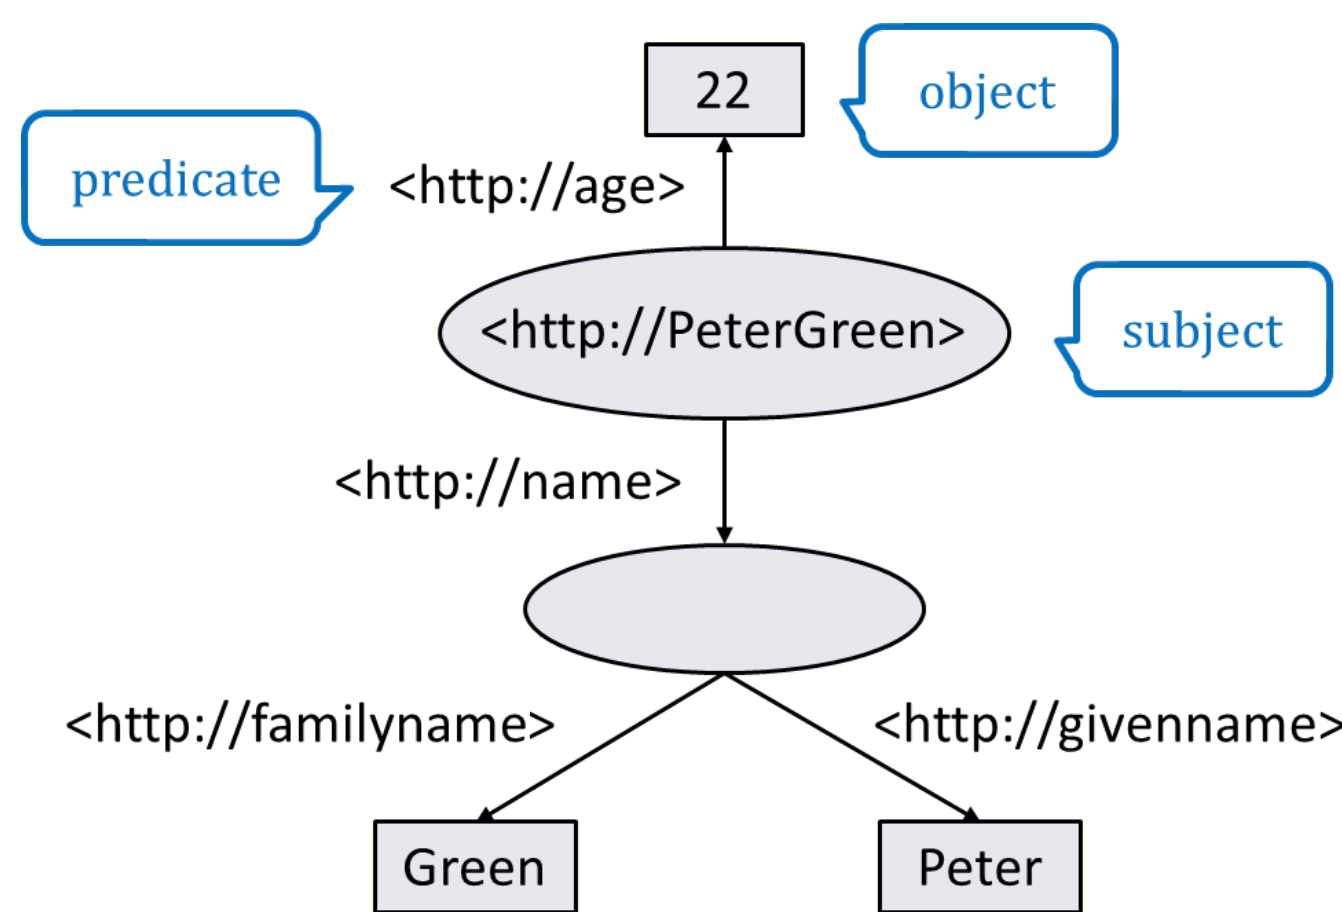 22
object
predicate
<http://age>
<http://PeterGreen>
subject
<http://name>
<http://familyname>
<http://givenname>
Green
Peter